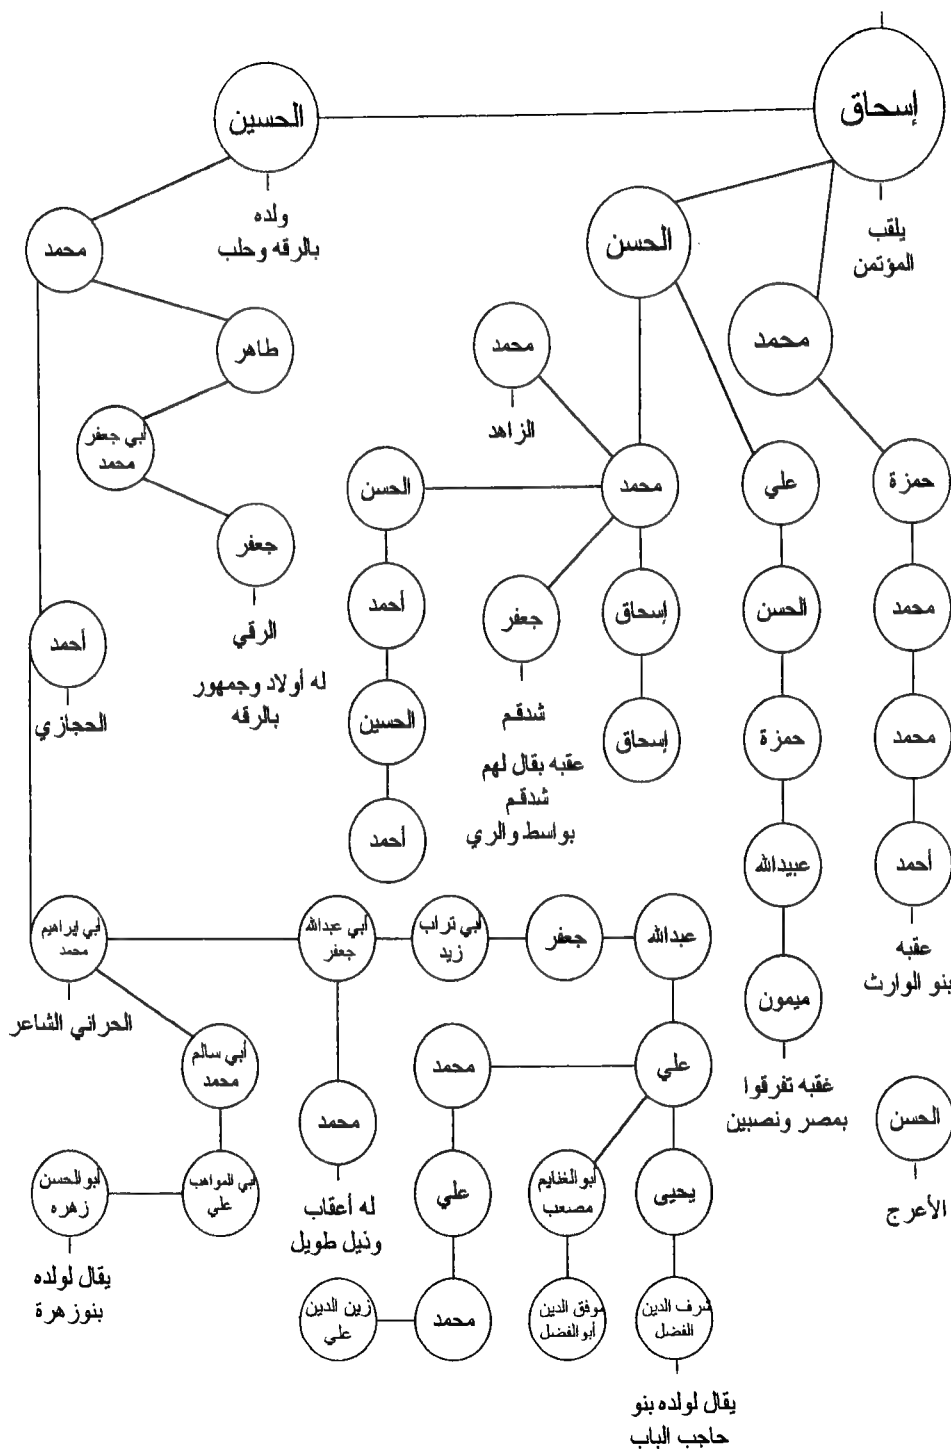 إسحاق
يلقب
المؤتمن
الحسين
ولده
بالرقه وحلب
محمد
طاهر
أبي جعفر
محمد
جعفر
الرقي
له أولاد وجمهور
بالرقه
أحمد
الحجازي
أبي إبراهيم
محمد
الحراني الشاعر
أبي سالم
محمد
أبي المواهب
علي
أبو الحسن
زهره
يقال لولده
بنوزهرة
أبي عبدالله
جعفر
محمد
له أعقاب
وذيل طويل
أبي تراب
زيد
جعفر
عبدالله
علي
محمد
علي
محمد
زين الدين
علي
أبو الغنايم
مصعب
موفق الدين
أبو الفضل
يحيى
شرف الدين
الفضل
يقال لولده بنو
حاجب الباب
الحسن
محمد
محمد
الزاهد
الحسن
أحمد
الحسين
أحمد
جعفر
شدقم
عقبه يقال لهم
شدقم
بواسط والري
إسحاق
إسحاق
علي
الحسن
حمزة
عبيدالله
ميمون
غقبه تفرقوا
بمصر ونصبين
محمد
حمزة
محمد
محمد
أحمد
عقبه
بنو الوارث
الحسن
الأعرج